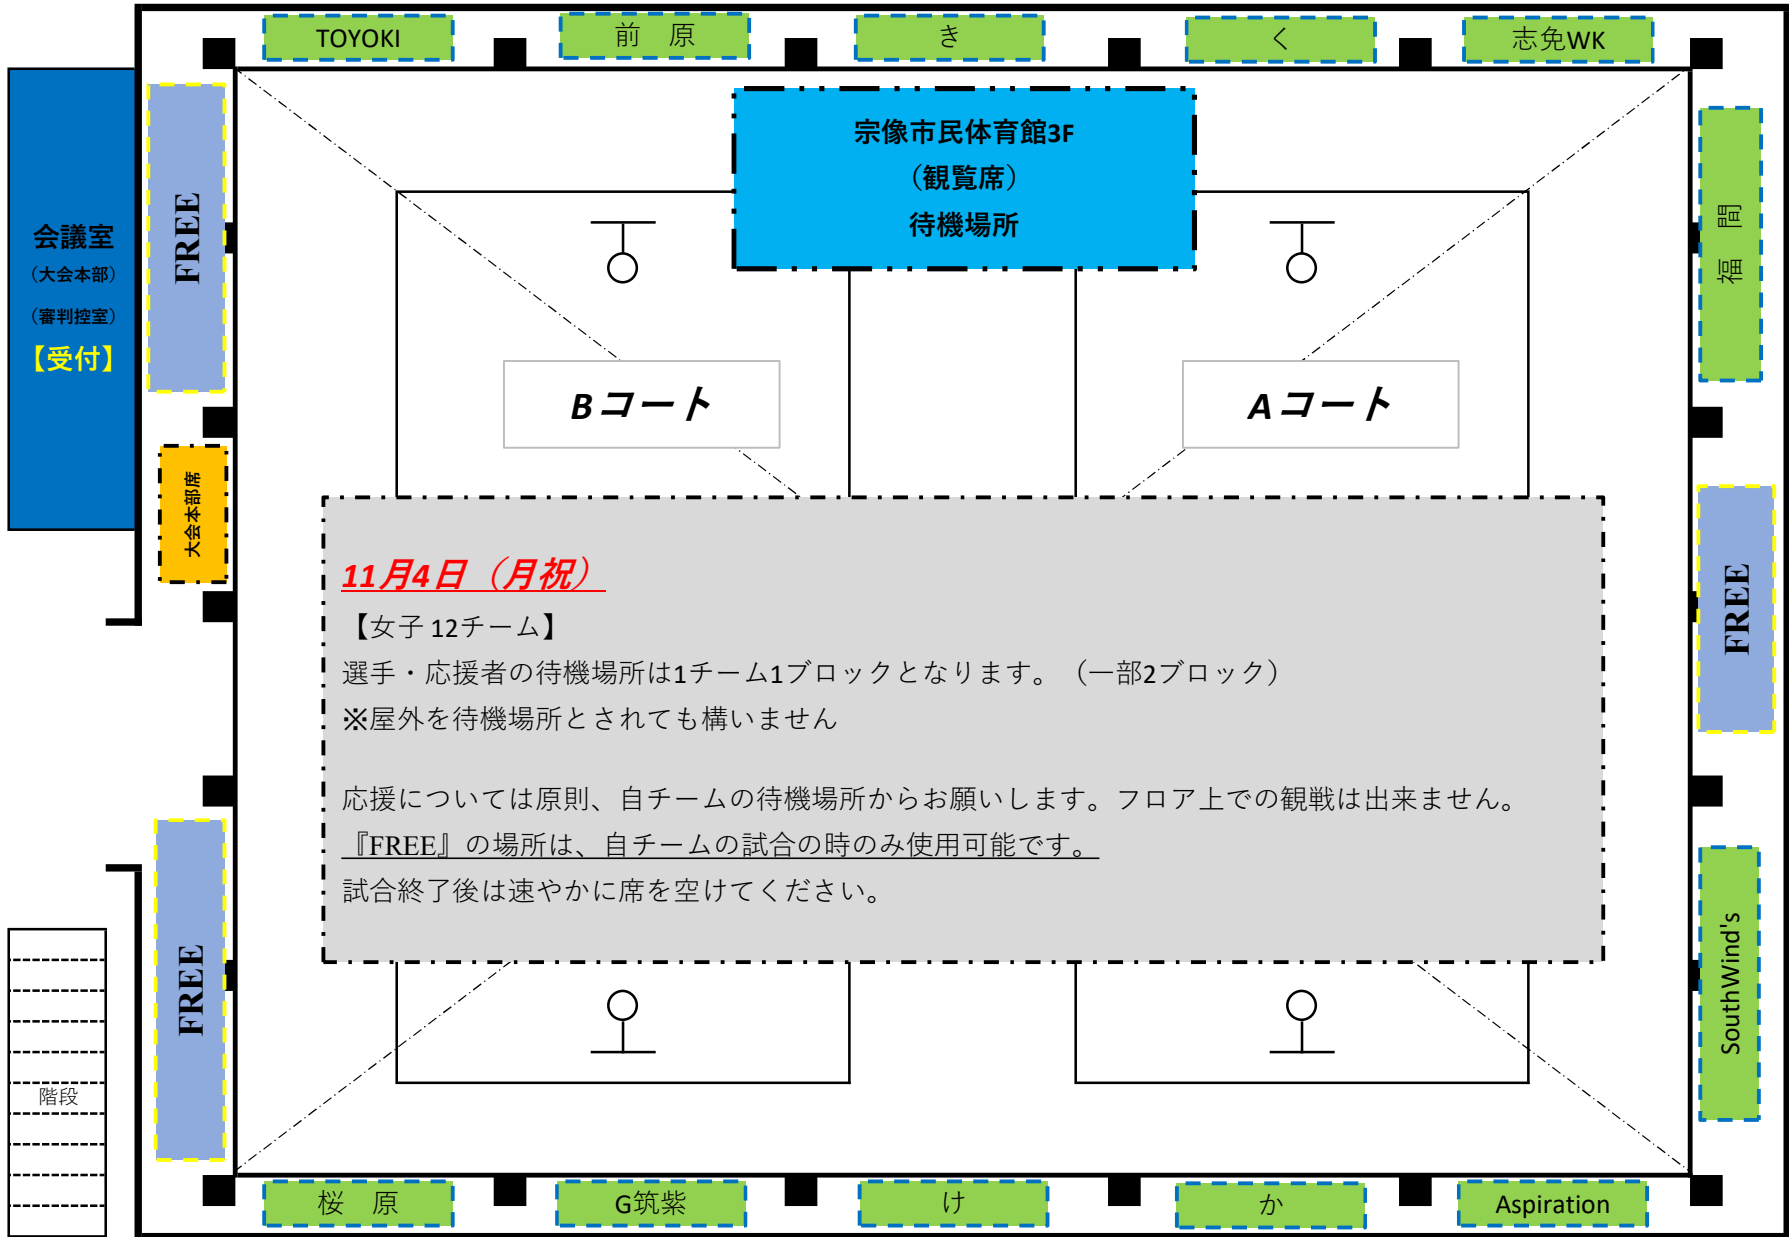 TOYOKI
前　原
き
く
志免WK
宗像市民体育館3F
（観覧席）
待機場所
会議室
（大会本部）
（審判控室）
【受付】
FREE
福　間
Bコート
Aコート
大会本部席
11月4日（月祝）
【女子 12チーム】
選手・応援者の待機場所は1チーム1ブロックとなります。（一部2ブロック）
※屋外を待機場所とされても構いません
応援については原則、自チームの待機場所からお願いします。フロア上での観戦は出来ません。
『FREE』の場所は、自チームの試合の時のみ使用可能です。
試合終了後は速やかに席を空けてください。
FREE
FREE
SouthWind's
階段
桜　原
G筑紫
け
か
Aspiration